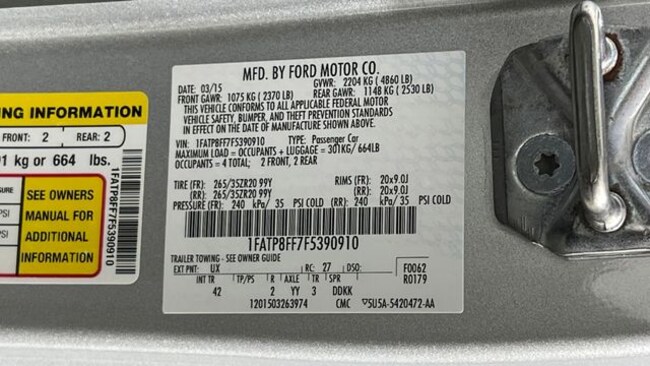 MFD. BY FORD MOTOR CO.
DATE: 03/15 GVWR: 2204 KG ( 4860 LB)
FRONT GAWR: 1075 KG ( 2370 LB) REAR GAWR: 1148 KG ( 2530 LB)
THIS VEHICLE CONFORMS TO ALL APPLICABLE FEDERAL MOTOR
VEHICLE SAFETY, BUMPER, AND THEFT PREVENTION STANDARDS
IN EFFECT ON THE DATE OF MANUFACTURE SHOWN ABOVE.
VIN: 1FATP8FF7F5390910 TYPE: Passenger Car
MAXIMUM LOAD = OCCUPANTS + LUGGAGE = 301KG/ 664LB
OCCUPANTS = 4 TOTAL: 2 FRONT, 2 REAR
TIRE (FR): 265/35ZR20 99Y RIMS (FR): 20x9.0J
(RR): 265/35ZR20 99Y (RR): 20x9.0J
PRESSURE (FR): 240 kPa/ 35 PSI COLD (RR): 240 kPa/ 35 PSI COLD
1FATP8FF7F5390910
TRAILER TOWING - SEE OWNER GUIDE
EXT PNT: UX RC: 27 DSO: F0062
INT TR TP/PS R AXLE TR SPR R0179
42 2 YY 3 DDKK
1201503263974 CMC 5U5A-5420472-AA
NG INFORMATION
FRONT: 2 REAR: 2
1 kg or 664 lbs.
SURE
PSI
PSI
SEE OWNERS
MANUAL FOR
ADDITIONAL
INFORMATION
1FATP8FF7F5390910